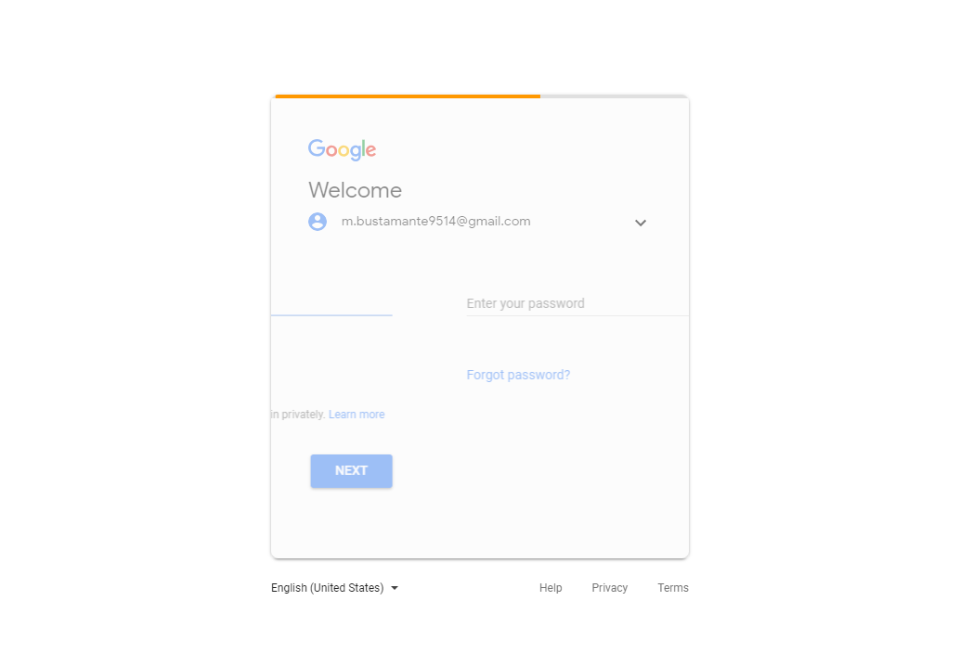 Google
Welcome
m.bustamante9514@gmail.com
Enter your password
Forgot password?
in privately. Learn more
NEXT
English (United States)
Help Privacy Terms